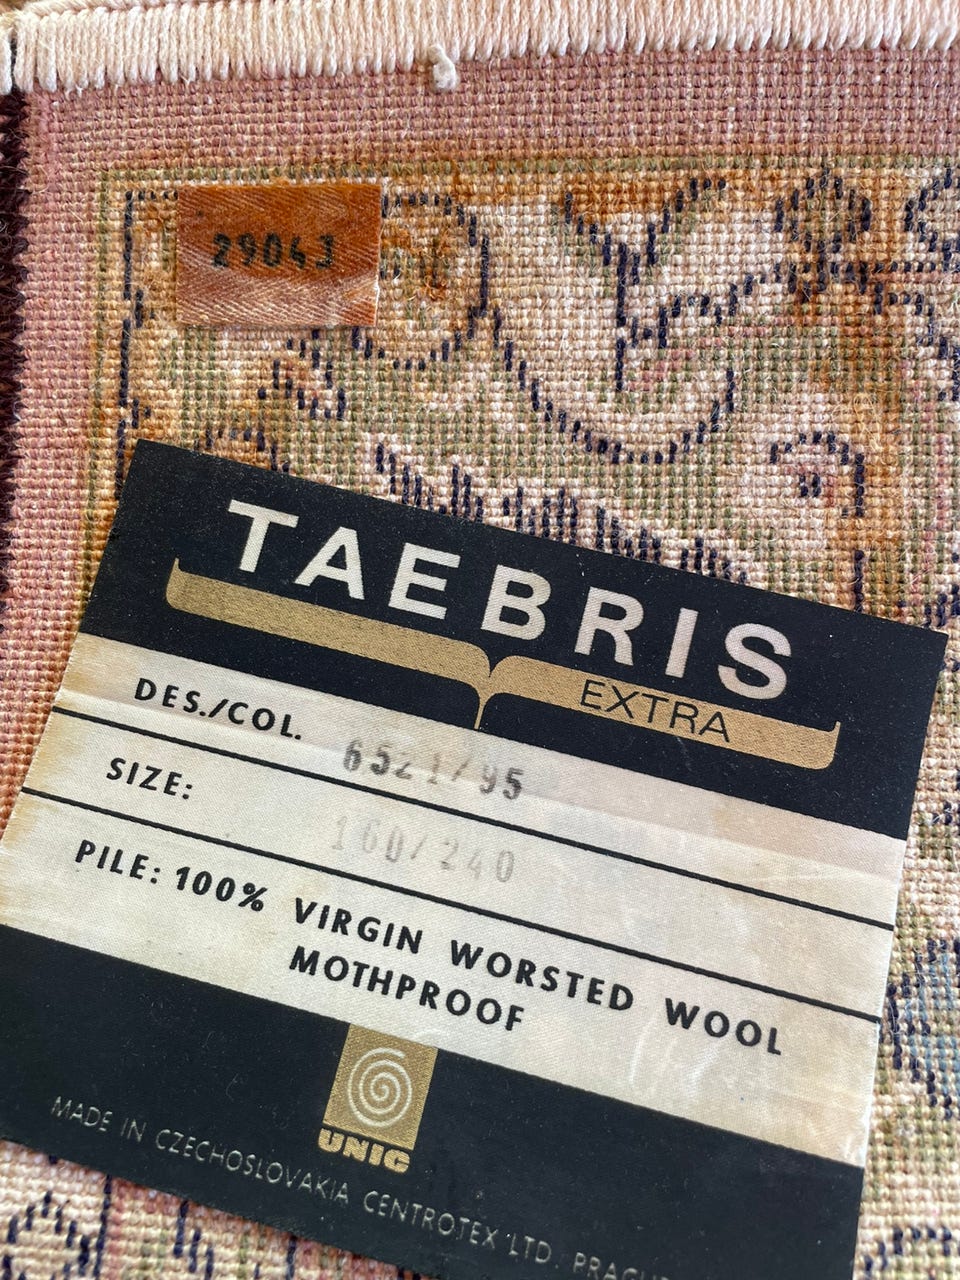 29043
TAEBRIS
EXTRA
DES./COL. 6521/95
SIZE: 160/240
PILE: 100% VIRGIN WORSTED WOOL
MOTHPROOF
UNIC
MADE IN CZECHOSLOVAKIA CENTROTEX LTD.